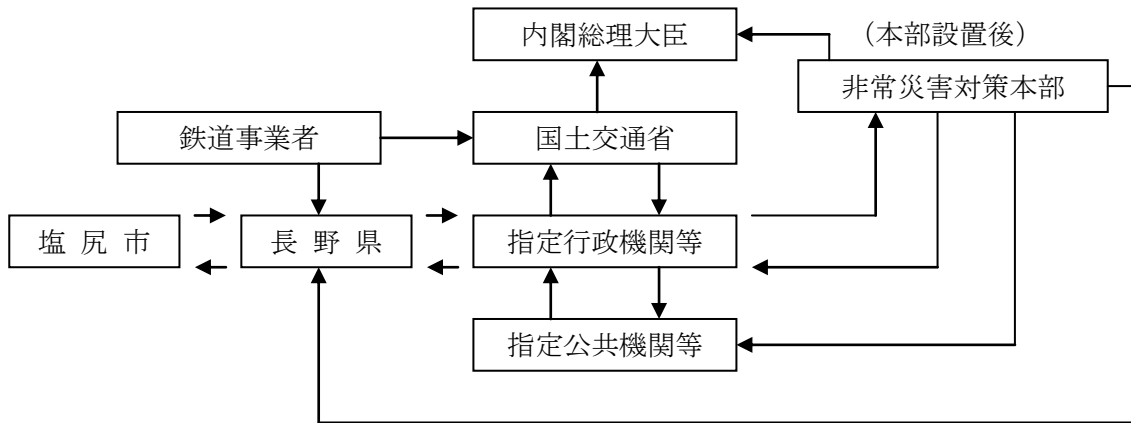 内閣総理大臣
（本部設置後）
非常災害対策本部
鉄道事業者
国土交通省
塩尻市
長野県
指定行政機関等
指定公共機関等